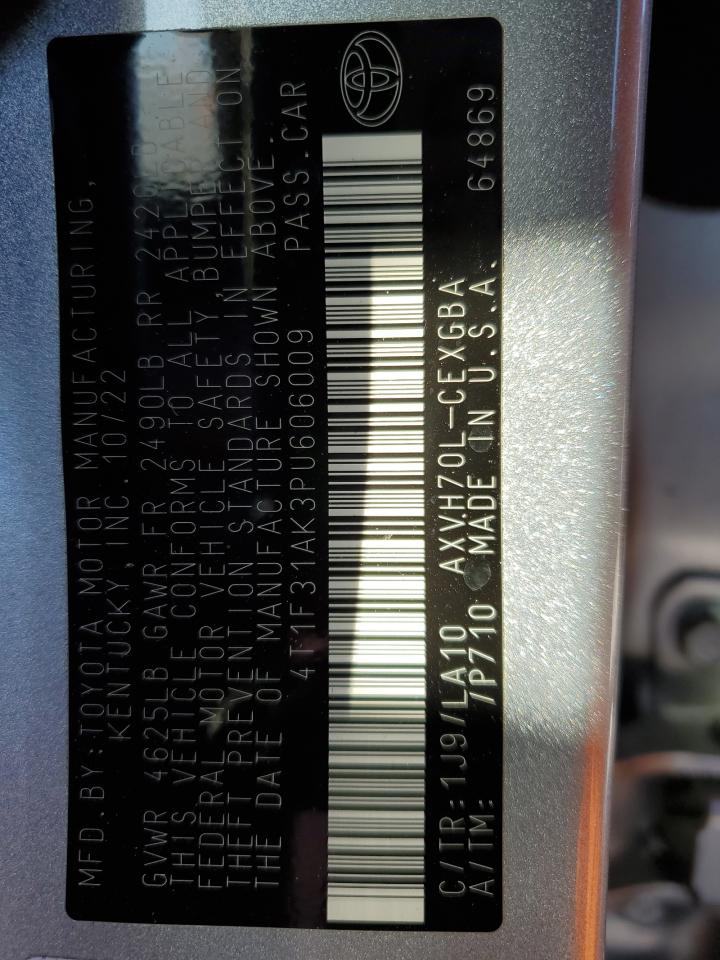 MFD.BY:TOYOTA MOTOR MANUFACTURING,
KENTUCKY, INC. 10/22
GVWR 4625LB GAWR FR 2490LB RR
THIS VEHICLE CONFORMS TO ALL APPLICABLE
FEDERAL MOTOR VEHICLE SAFETY, BUMPER AND
THEFT PREVENTION STANDARDS IN EFFECT ON
THE DATE OF MANUFACTURE SHOWN ABOVE.
4T1F31AK3PU606009 PASS.CAR
C/TR:1J9/LA10 AXVH70L-CEXGBA
A/TM: /P710 MADE IN U.S.A. 64869